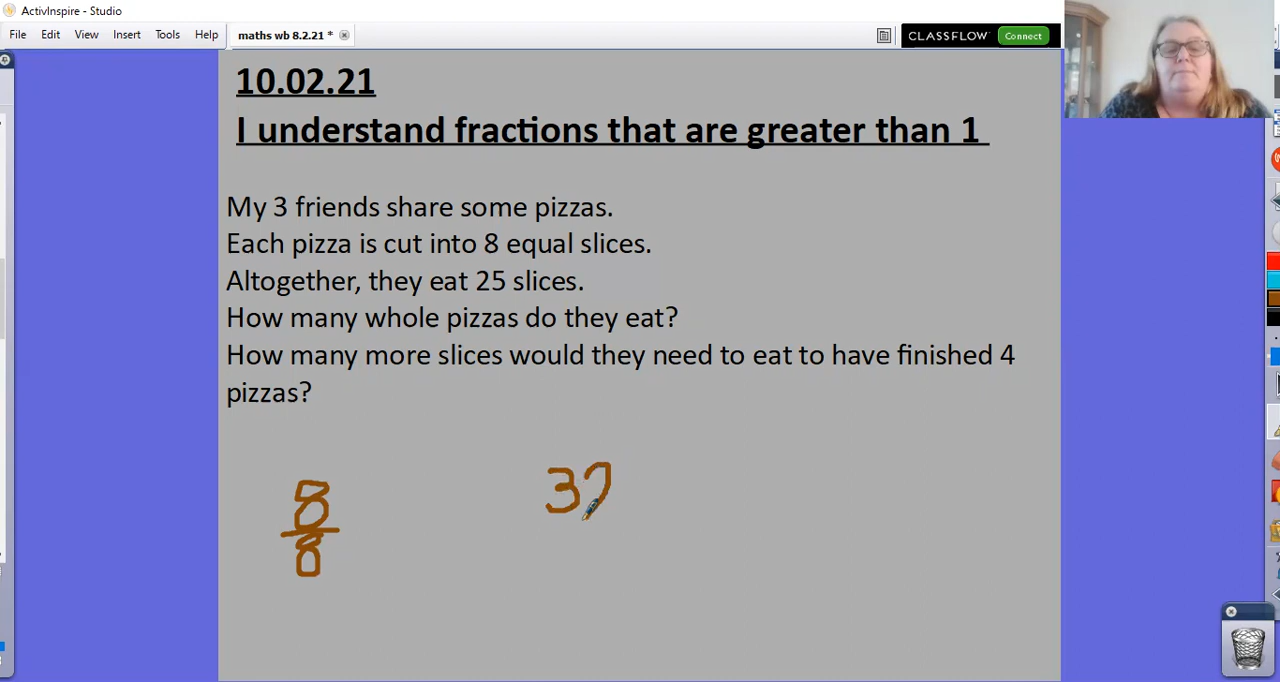 ActivInspire - Studio
File Edit View Insert Tools Help
maths wb 8.2.21 *
CLASSFLOW Connect
10.02.21
I understand fractions that are greater than 1
My 3 friends share some pizzas.
Each pizza is cut into 8 equal slices.
Altogether, they eat 25 slices.
How many whole pizzas do they eat?
How many more slices would they need to eat to have finished 4
pizzas?
8
8
32